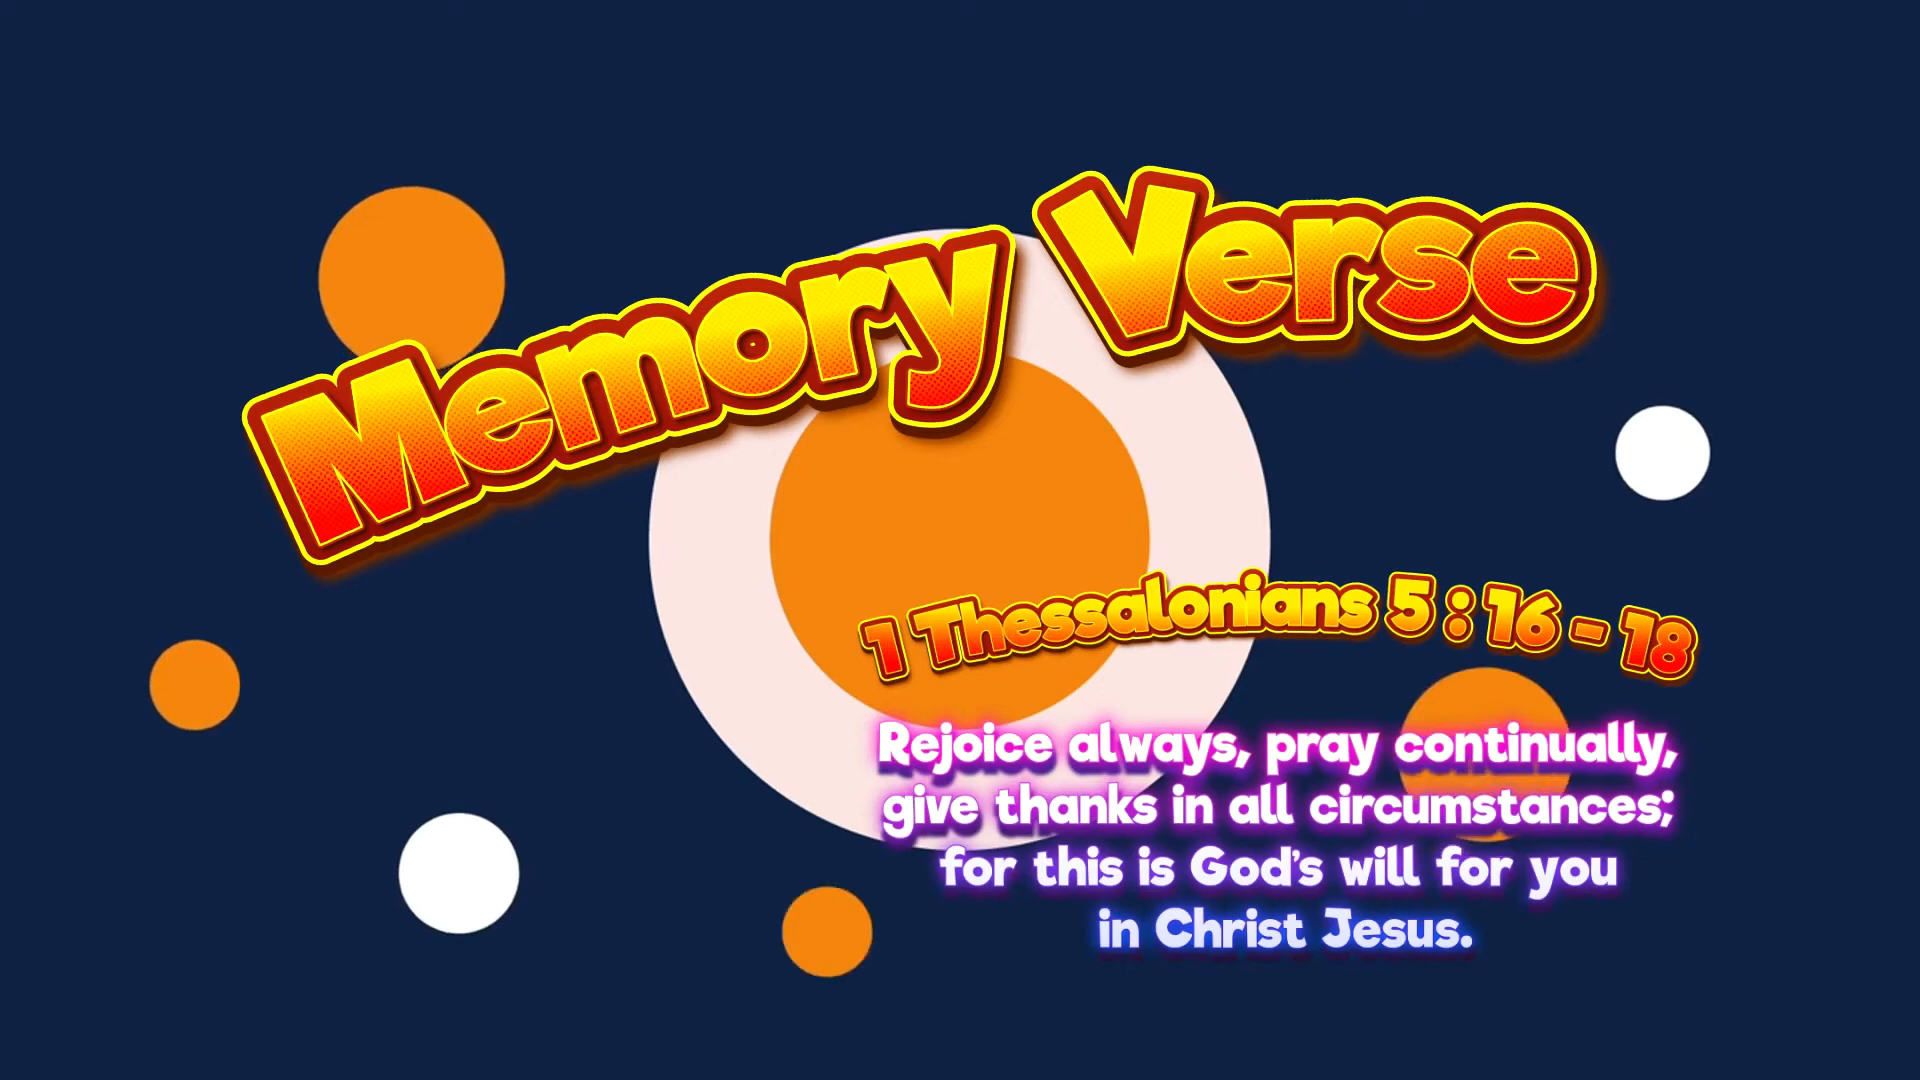 Memory Verse
1 Thessalonians 5 : 16 - 18
Rejoice always, pray continually,
give thanks in all circumstances;
for this is God's will for you
in Christ Jesus.